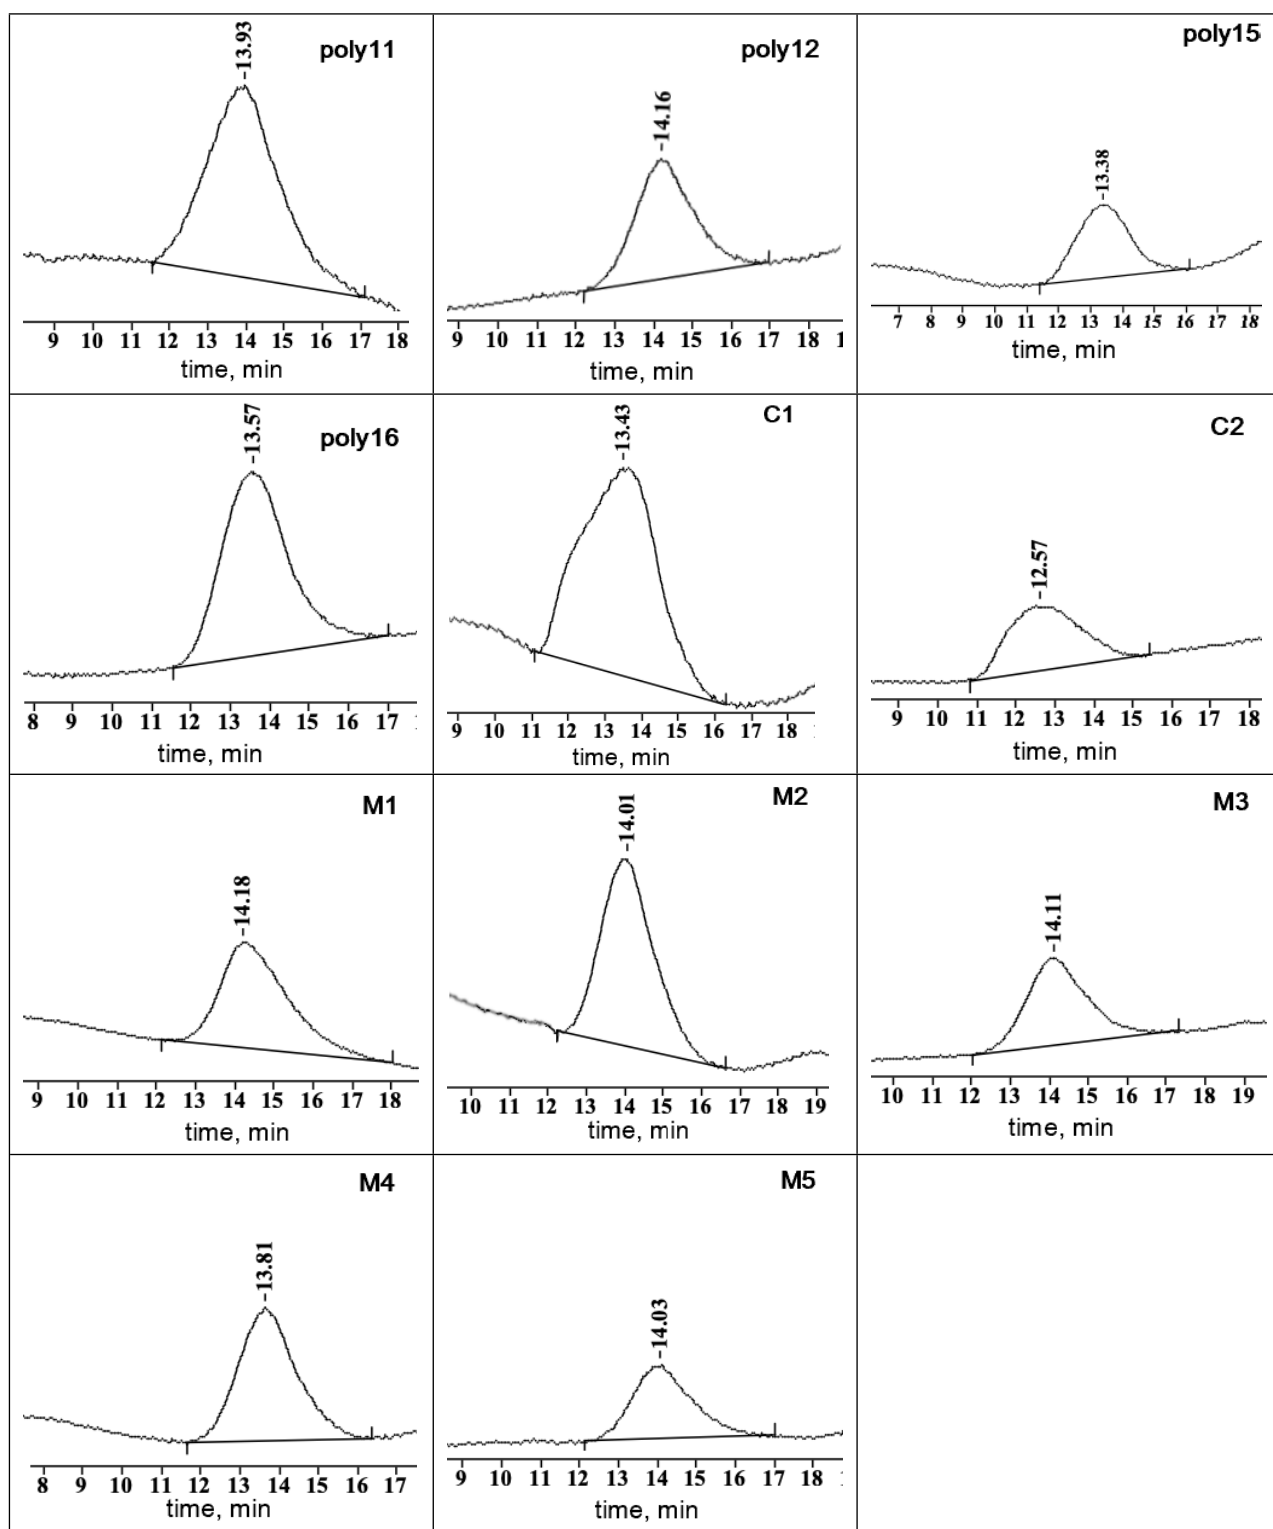 poly11
-13.93
9 10 11 12 13 14 15 16 17 18
time, min
poly12
-14.16
9 10 11 12 13 14 15 16 17 18 1
time, min
poly15
-13.38
7 8 9 10 11 12 13 14 15 16 17 18
time, min
poly16
-13.57
8 9 10 11 12 13 14 15 16 17
time, min
C1
-13.43
9 10 11 12 13 14 15 16 17 18
time, min
C2
-12.57
9 10 11 12 13 14 15 16 17 18
time, min
M1
-14.18
9 10 11 12 13 14 15 16 17 18
time, min
M2
-14.01
10 11 12 13 14 15 16 17 18 19
time, min
M3
-14.11
10 11 12 13 14 15 16 17 18 19
time, min
M4
-13.81
8 9 10 11 12 13 14 15 16 17
time, min
M5
-14.03
9 10 11 12 13 14 15 16 17 18
time, min